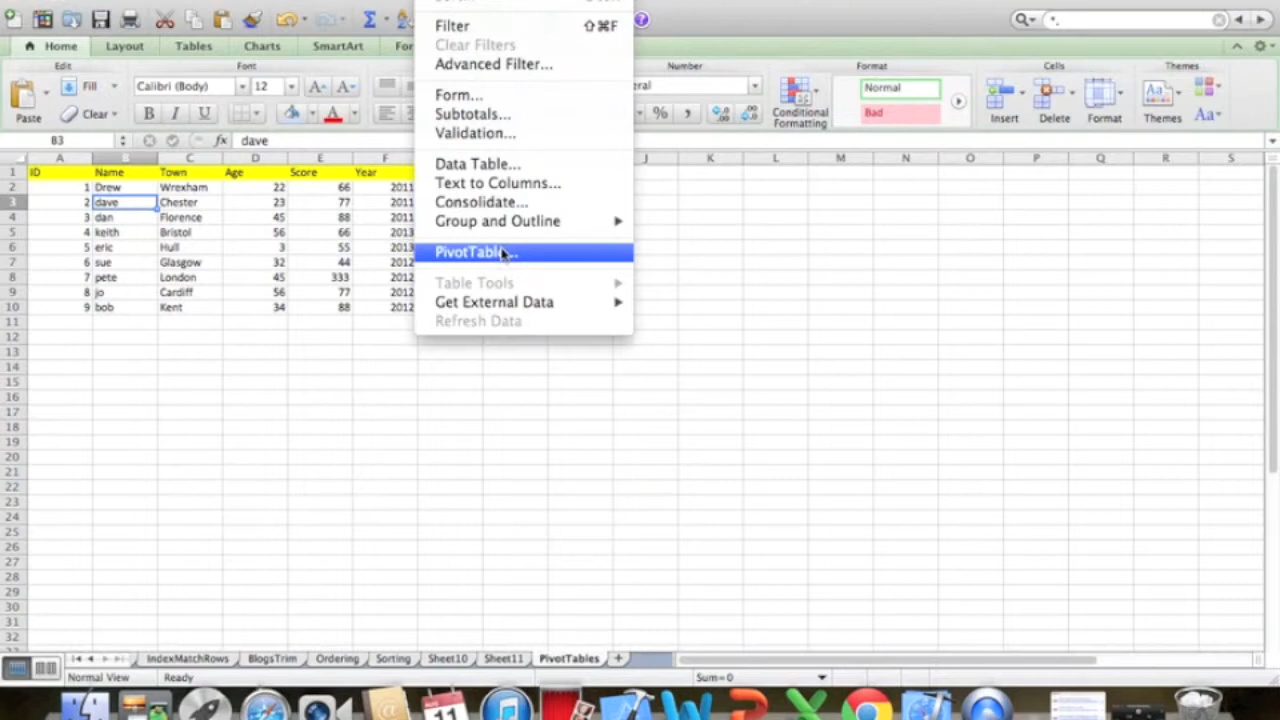 Home Layout Tables Charts SmartArt For
Edit Font Number Format Cells Themes
Fill Calibri (Body) 12 A A eral
Paste Clear B I U A % Conditional Formatting Normal Bad Insert Delete Format Themes Aa
B3 fx dave
Filter ⇧⌘F
Clear Filters
Advanced Filter...
Form...
Subtotals...
Validation...
Data Table...
Text to Columns...
Consolidate...
Group and Outline
PivotTable...
Table Tools
Get External Data
Refresh Data
A B C D E F J K L M N O P Q R S
1 ID Name Town Age Score Year
2 1 Drew Wrexham 22 66 2011
3 2 dave Chester 23 77 2011
4 3 dan Florence 45 88 2011
5 4 keith Bristol 56 66 2013
6 5 eric Hull 3 55 2013
7 6 sue Glasgow 32 44 2012
8 7 pete London 45 333 2012
9 8 jo Cardiff 56 77 2012
10 9 bob Kent 34 88 2012
11
12
13
14
15
16
17
18
19
20
21
22
23
24
25
26
27
28
29
30
31
32
IndexMatchRows BlogsTrim Ordering Sorting Sheet10 Sheet11 PivotTables +
Normal View Ready Sum=0
AUG 11